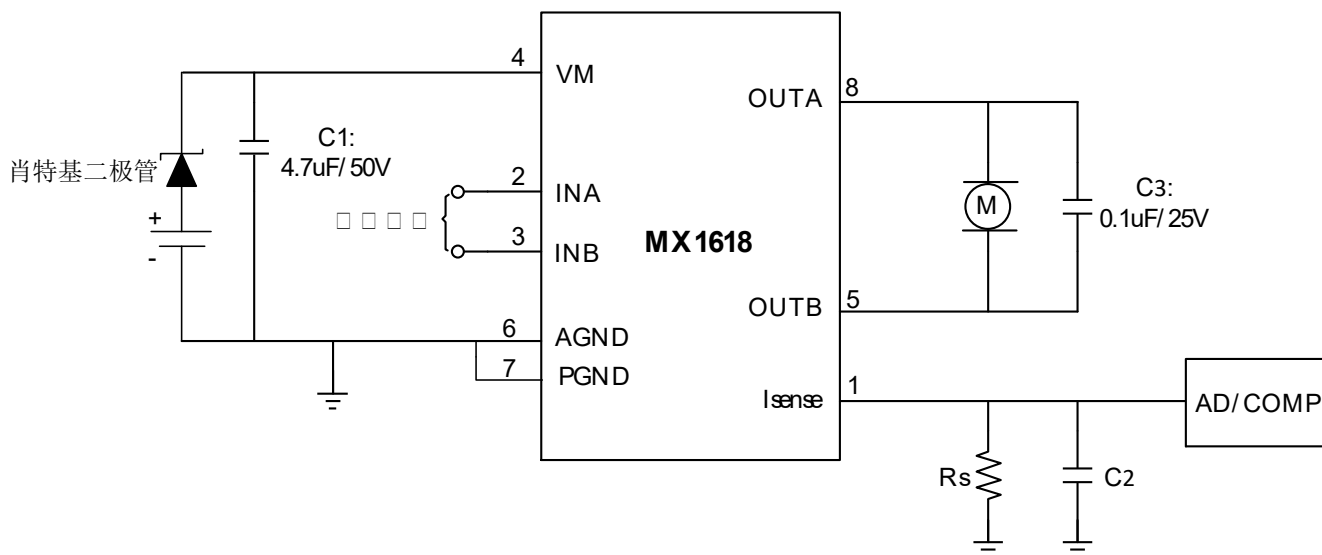 4
VM
OUTA
8
C1:
4.7uF/50V
肖特基二极管
+
-
2
INA
3
INB
MX1618
M
C3:
0.1uF/25V
OUTB
5
6
AGND
7
PGND
Isense
1
AD/COMP
Rs
C2